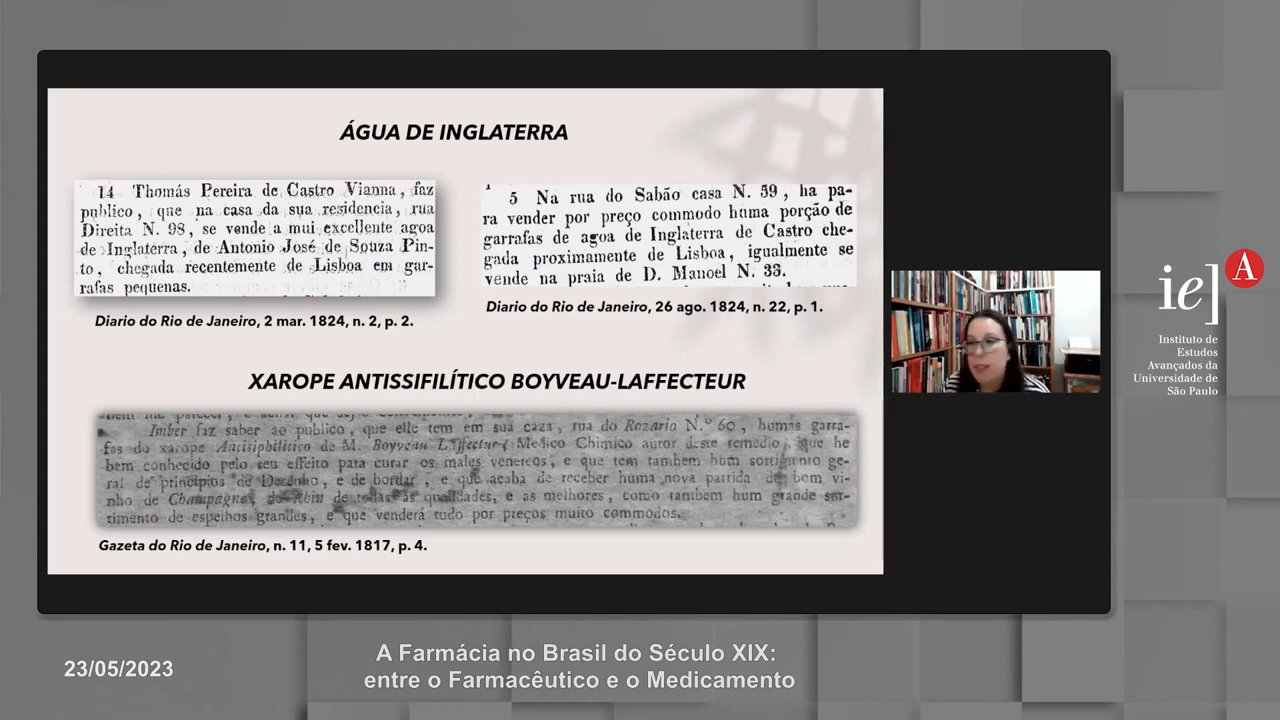 ÁGUA DE INGLATERRA
14 Thomás Pereira de Castro Vianna, faz
publico, que na casa da sua residencia, rua
Direita N. 98, se vende a mui excellente agoa
de Inglaterra, de Antonio José de Souza Pin-
to, chegada recentemente de Lisboa em gar-
rafas pequenas.
Diario do Rio de Janeiro, 2 mar. 1824, n. 2, p. 2.
5 Na rua do Sabão casa N. 59, ha pa-
ra vender por preço commodo huma porção de
garrafas de agoa de Inglaterra de Castro che-
gada proximamente de Lisboa, igualmente se
vende na praia de D. Manoel N. 33.
Diario do Rio de Janeiro, 26 ago. 1824, n. 22, p. 1.
XAROPE ANTISSIFILÍTICO BOYVEAU-LAFFECTEUR
Imber faz saber ao publico, que elle tem em sua caza, rua do Rozario N.º 60, humas garra-
fas do xarope Antisiphilitico de M. Boyveau Laffecteur Medico Chimico autor deste remedio, que he
bem conhecido pelo seu effeito para curar os males venereos, e que tem tambem hum sortimento ge-
ral de principios de Dezenho, e de bordar, e que acaba de receber huma nova partida de bom vi-
nho de Champagne, de todas as qualidades, e as melhores, como tambem hum grande sor-
timento de espelhos grandes, e que venderá tudo por preços muito commodos.
Gazeta do Rio de Janeiro, n. 11, 5 fev. 1817, p. 4.
ie] A
Instituto de
Estudos
Avançados da
Universidade de
São Paulo
23/05/2023
A Farmácia no Brasil do Século XIX:
entre o Farmacêutico e o Medicamento